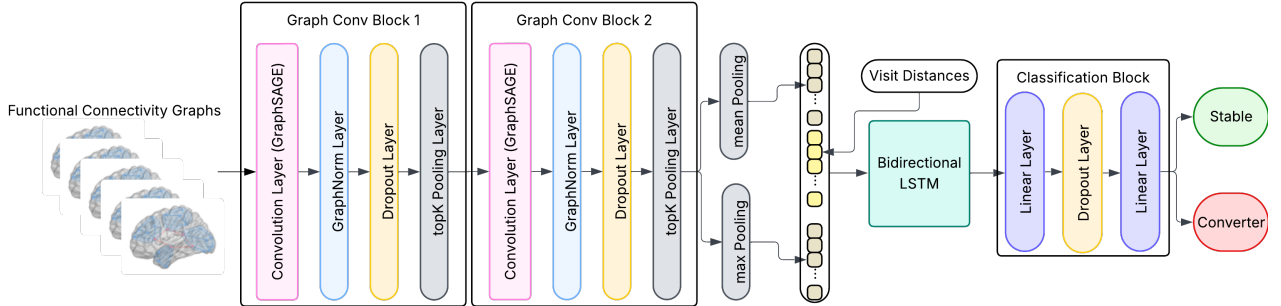 Functional Connectivity Graphs
Graph Conv Block 1
Convolution Layer (GraphSAGE)
GraphNorm Layer
Dropout Layer
topK Pooling Layer
Graph Conv Block 2
Convolution Layer (GraphSAGE)
GraphNorm Layer
Dropout Layer
topK Pooling Layer
mean Pooling
max Pooling
Visit Distances
Bidirectional
LSTM
Classification Block
Linear Layer
Dropout Layer
Linear Layer
Stable
Converter